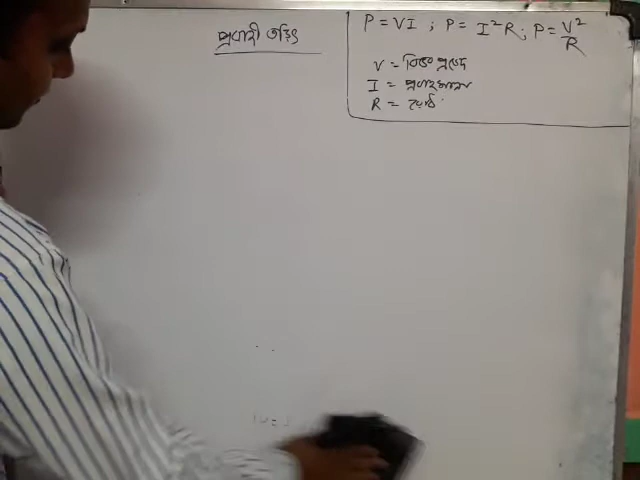 প্রবাহী তড়িৎ
P = VI ; P = I²R ; P = V²/R
V = বিভব প্রভেদ
I = প্রবাহমাত্রা
R = রোধ